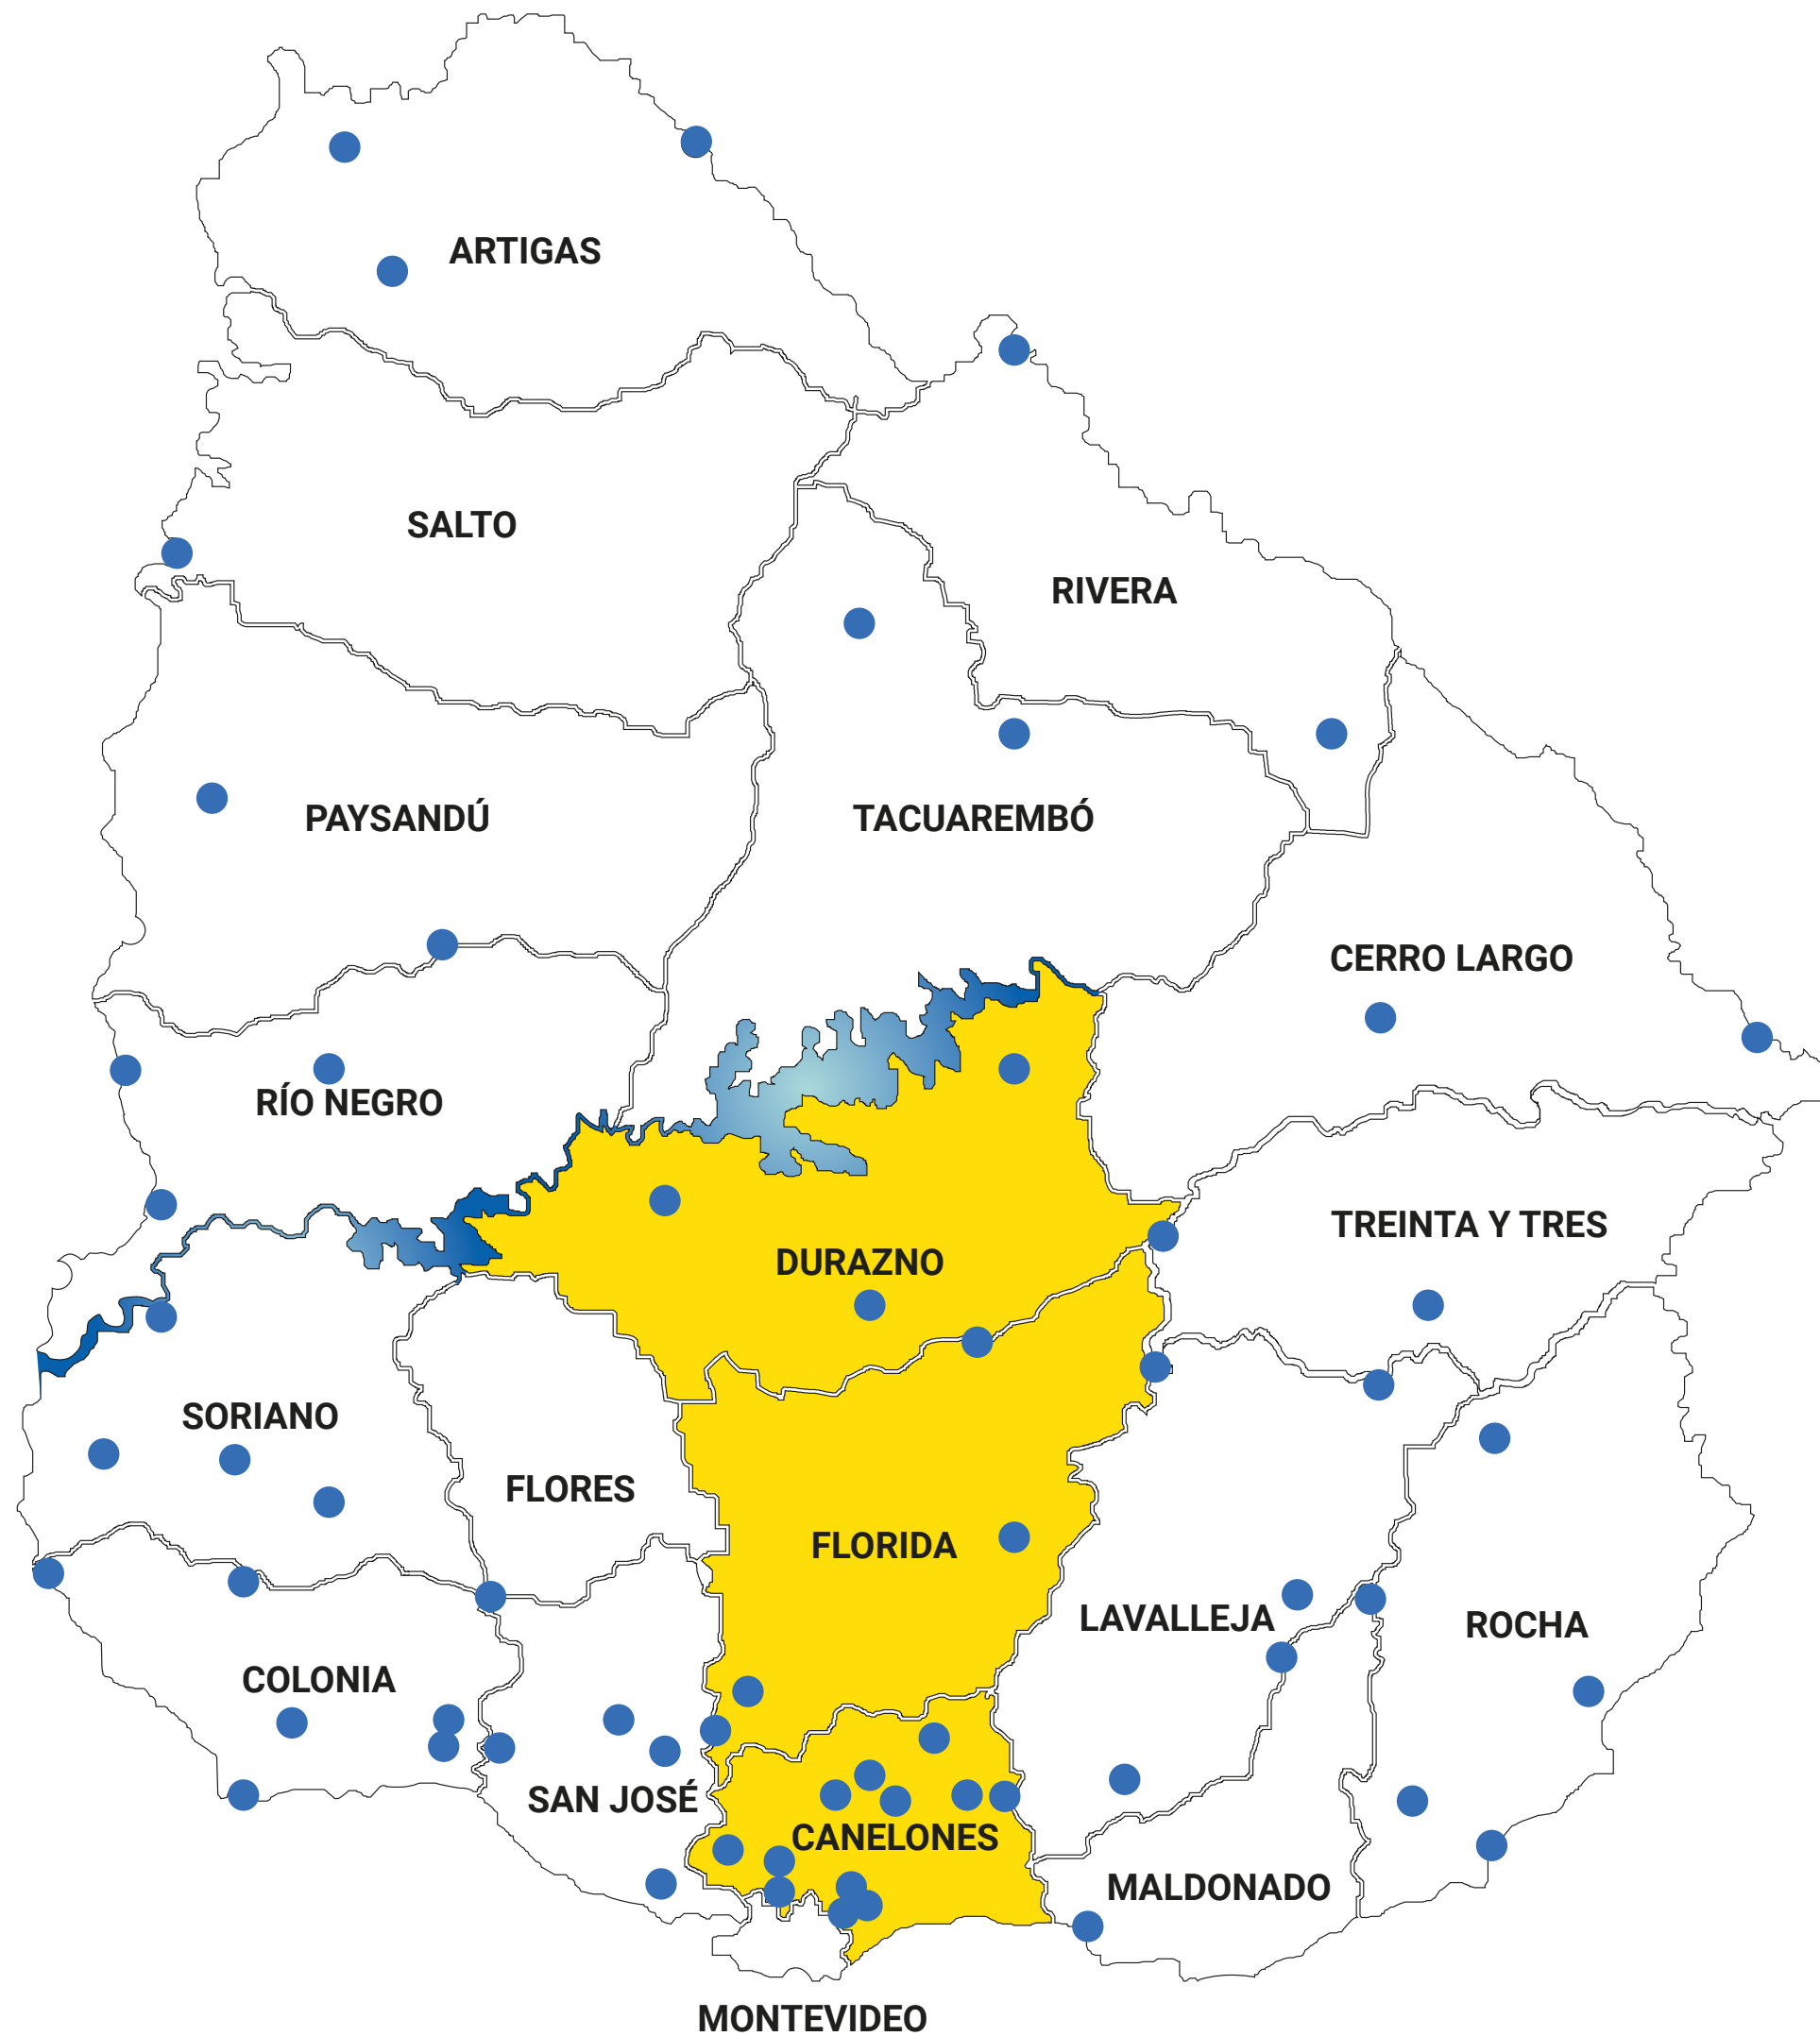 ARTIGAS
SALTO
RIVERA
PAYSANDÚ
TACUAREMBÓ
CERRO LARGO
RÍO NEGRO
TREINTA Y TRES
DURAZNO
SORIANO
FLORES
FLORIDA
LAVALLEJA
ROCHA
COLONIA
SAN JOSÉ
CANELONES
MALDONADO
MONTEVIDEO